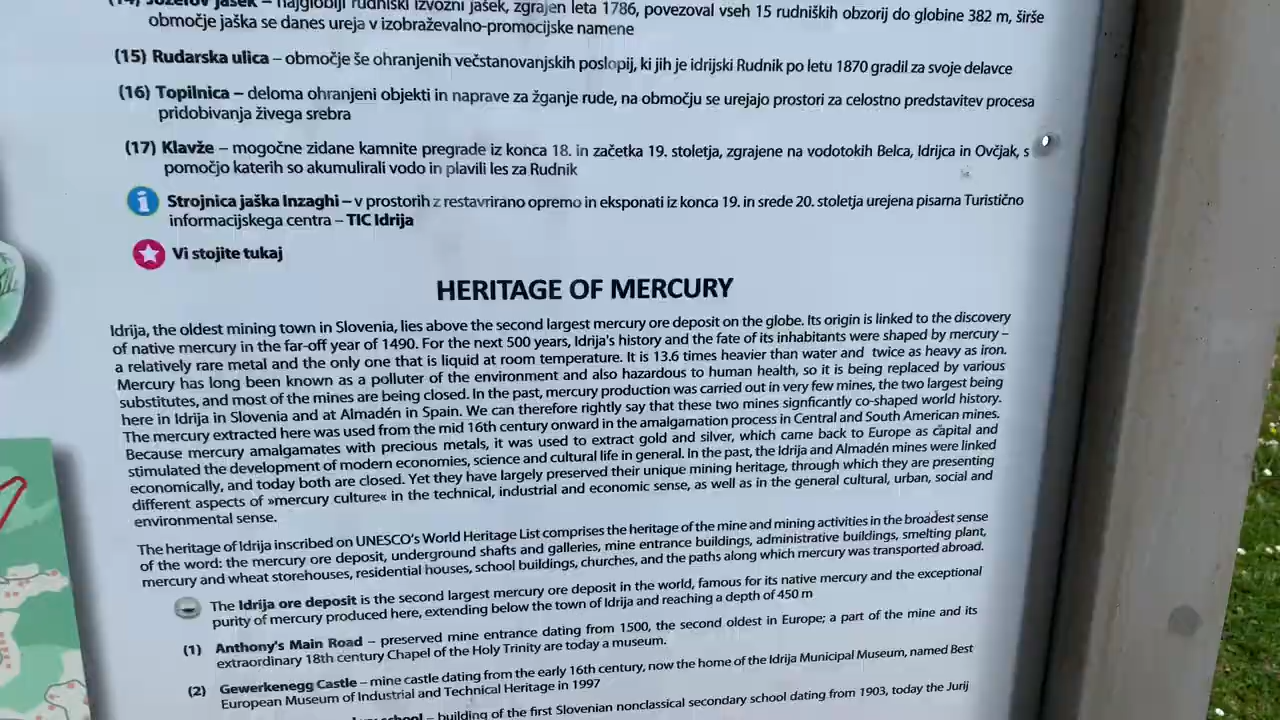 (14) Jožefov jašek – najgloblji rudniški izvozni jašek, zgrajen leta 1786, povezoval vseh 15 rudniških obzorij do globine 382 m, širše
območje jaška se danes ureja v izobraževalno-promocijske namene
(15) Rudarska ulica – območje še ohranjenih večstanovanjskih poslopij, ki jih je idrijski Rudnik po letu 1870 gradil za svoje delavce
(16) Topilnica – deloma ohranjeni objekti in naprave za žganje rude, na območju se urejajo prostori za celostno predstavitev procesa
pridobivanja živega srebra
(17) Klavže – mogočne zidane kamnite pregrade iz konca 18. in začetka 19. stoletja, zgrajene na vodotokih Belca, Idrijca in Ovčjak, s
pomočjo katerih so akumulirali vodo in plavili les za Rudnik
i Strojnica jaška Inzaghi – v prostorih z restavrirano opremo in eksponati iz konca 19. in srede 20. stoletja urejena pisarna Turistično
informacijskega centra – TIC Idrija
Vi stojite tukaj
HERITAGE OF MERCURY
Idrija, the oldest mining town in Slovenia, lies above the second largest mercury ore deposit on the globe. Its origin is linked to the discovery
of native mercury in the far-off year of 1490. For the next 500 years, Idrija's history and the fate of its inhabitants were shaped by mercury –
a relatively rare metal and the only one that is liquid at room temperature. It is 13.6 times heavier than water and twice as heavy as iron.
Mercury has long been known as a polluter of the environment and also hazardous to human health, so it is being replaced by various
substitutes, and most of the mines are being closed. In the past, mercury production was carried out in very few mines, the two largest being
here in Idrija in Slovenia and at Almadén in Spain. We can therefore rightly say that these two mines signficantly co-shaped world history.
The mercury extracted here was used from the mid 16th century onward in the amalgamation process in Central and South American mines.
Because mercury amalgamates with precious metals, it was used to extract gold and silver, which came back to Europe as capital and
stimulated the development of modern economies, science and cultural life in general. In the past, the Idrija and Almadén mines were linked
economically, and today both are closed. Yet they have largely preserved their unique mining heritage, through which they are presenting
different aspects of »mercury culture« in the technical, industrial and economic sense, as well as in the general cultural, urban, social and
environmental sense.
The heritage of Idrija inscribed on UNESCO's World Heritage List comprises the heritage of the mine and mining activities in the broadest sense
of the word: the mercury ore deposit, underground shafts and galleries, mine entrance buildings, administrative buildings, smelting plant,
mercury and wheat storehouses, residential houses, school buildings, churches, and the paths along which mercury was transported abroad.
The Idrija ore deposit is the second largest mercury ore deposit in the world, famous for its native mercury and the exceptional
purity of mercury produced here, extending below the town of Idrija and reaching a depth of 450 m
(1) Anthony's Main Road – preserved mine entrance dating from 1500, the second oldest in Europe; a part of the mine and its
extraordinary 18th century Chapel of the Holy Trinity are today a museum.
(2) Gewerkenegg Castle – mine castle dating from the early 16th century, now the home of the Idrija Municipal Museum, named Best
European Museum of Industrial and Technical Heritage in 1997
school – building of the first Slovenian nonclassical secondary school dating from 1903, today the Jurij